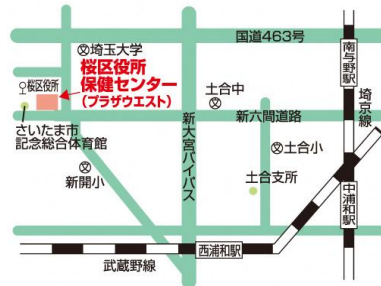 国道463号
埼玉大学
桜区役所
桜区役所
保健センター
(プラザウエスト)
さいたま市
記念総合体育館
新開小
土合中
新大宮バイパス
新六間道路
土合小
土合支所
南与野駅
埼京線
中浦和駅
西浦和駅
武蔵野線